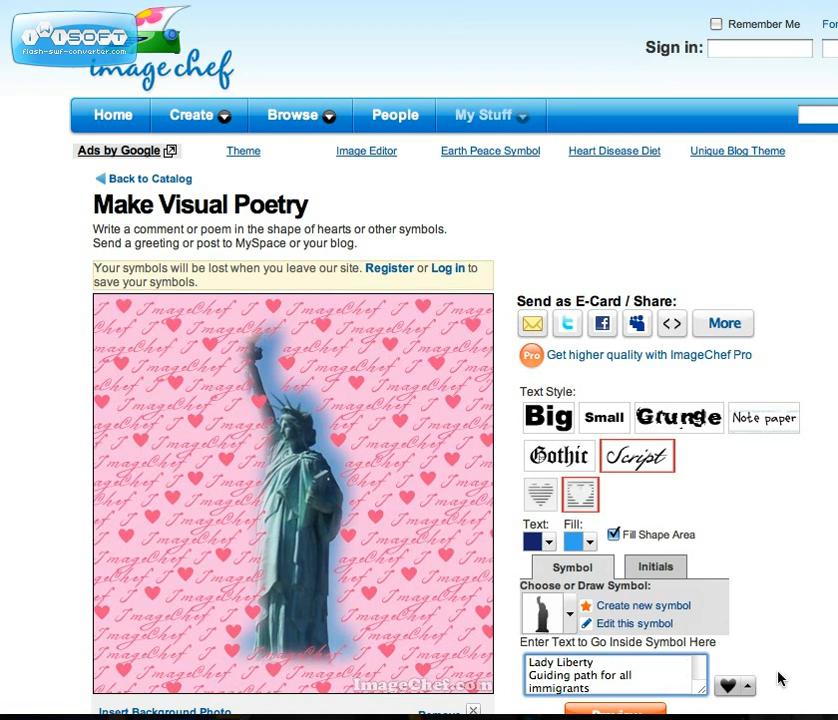 iWiSOFT
flash-swf-converter.com
image chef
Remember Me
Sign in:
Home
Create
Browse
People
My Stuff
Ads by Google
Theme
Image Editor
Earth Peace Symbol
Heart Disease Diet
Unique Blog Theme
Back to Catalog
Make Visual Poetry
Write a comment or poem in the shape of hearts or other symbols.
Send a greeting or post to MySpace or your blog.
Your symbols will be lost when you leave our site. Register or Log in to
save your symbols.
I ♥ ImageChef
ImageChef.com
Insert Background Photo
Remove
Send as E-Card / Share:
More
Pro
Get higher quality with ImageChef Pro
Text Style:
Big
Small
Grunge
Note paper
Gothic
Script
Text:
Fill:
Fill Shape Area
Symbol
Initials
Choose or Draw Symbol:
Create new symbol
Edit this symbol
Enter Text to Go Inside Symbol Here
Lady Liberty
Guiding path for all
immigrants
Preview